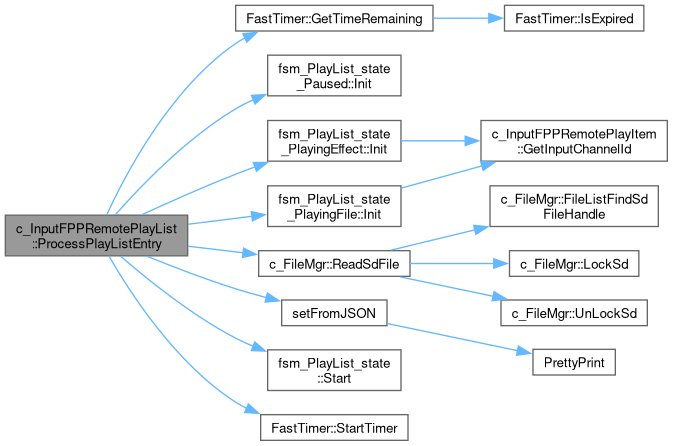 FastTimer::GetTimeRemaining
FastTimer::IsExpired
fsm_PlayList_state
_Paused::Init
fsm_PlayList_state
_PlayingEffect::Init
c_InputFPPRemotePlayItem
::GetInputChannelId
fsm_PlayList_state
_PlayingFile::Init
c_FileMgr::FileListFindSd
FileHandle
c_InputFPPRemotePlayList
::ProcessPlayListEntry
c_FileMgr::ReadSdFile
c_FileMgr::LockSd
setFromJSON
c_FileMgr::UnLockSd
PrettyPrint
fsm_PlayList_state
::Start
FastTimer::StartTimer